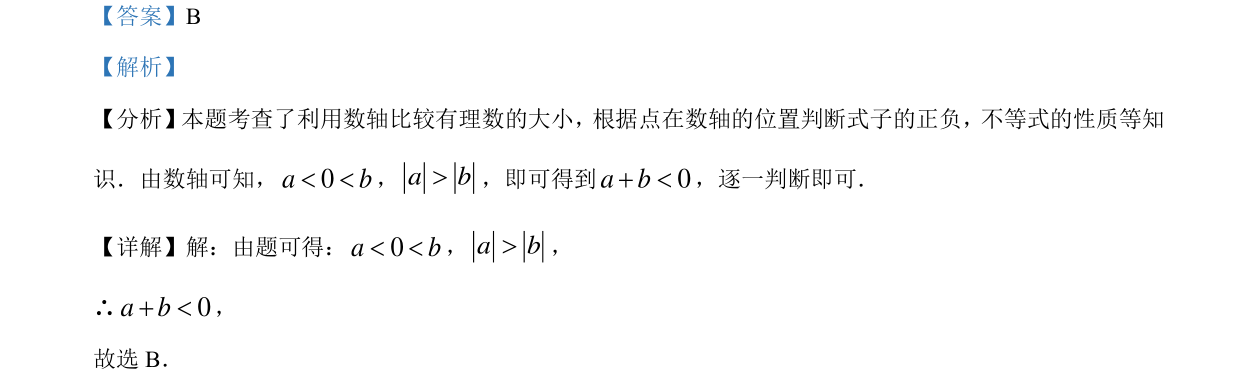 【答案】B
【解析】
【分析】本题考查了利用数轴比较有理数的大小，根据点在数轴的位置判断式子的正负，不等式的性质等知
识．由数轴可知，a<0<b，|a|>|b|，即可得到a+b<0，逐一判断即可．
【详解】解：由题可得：a<0<b，|a|>|b|，
∴a+b<0，
故选 B．